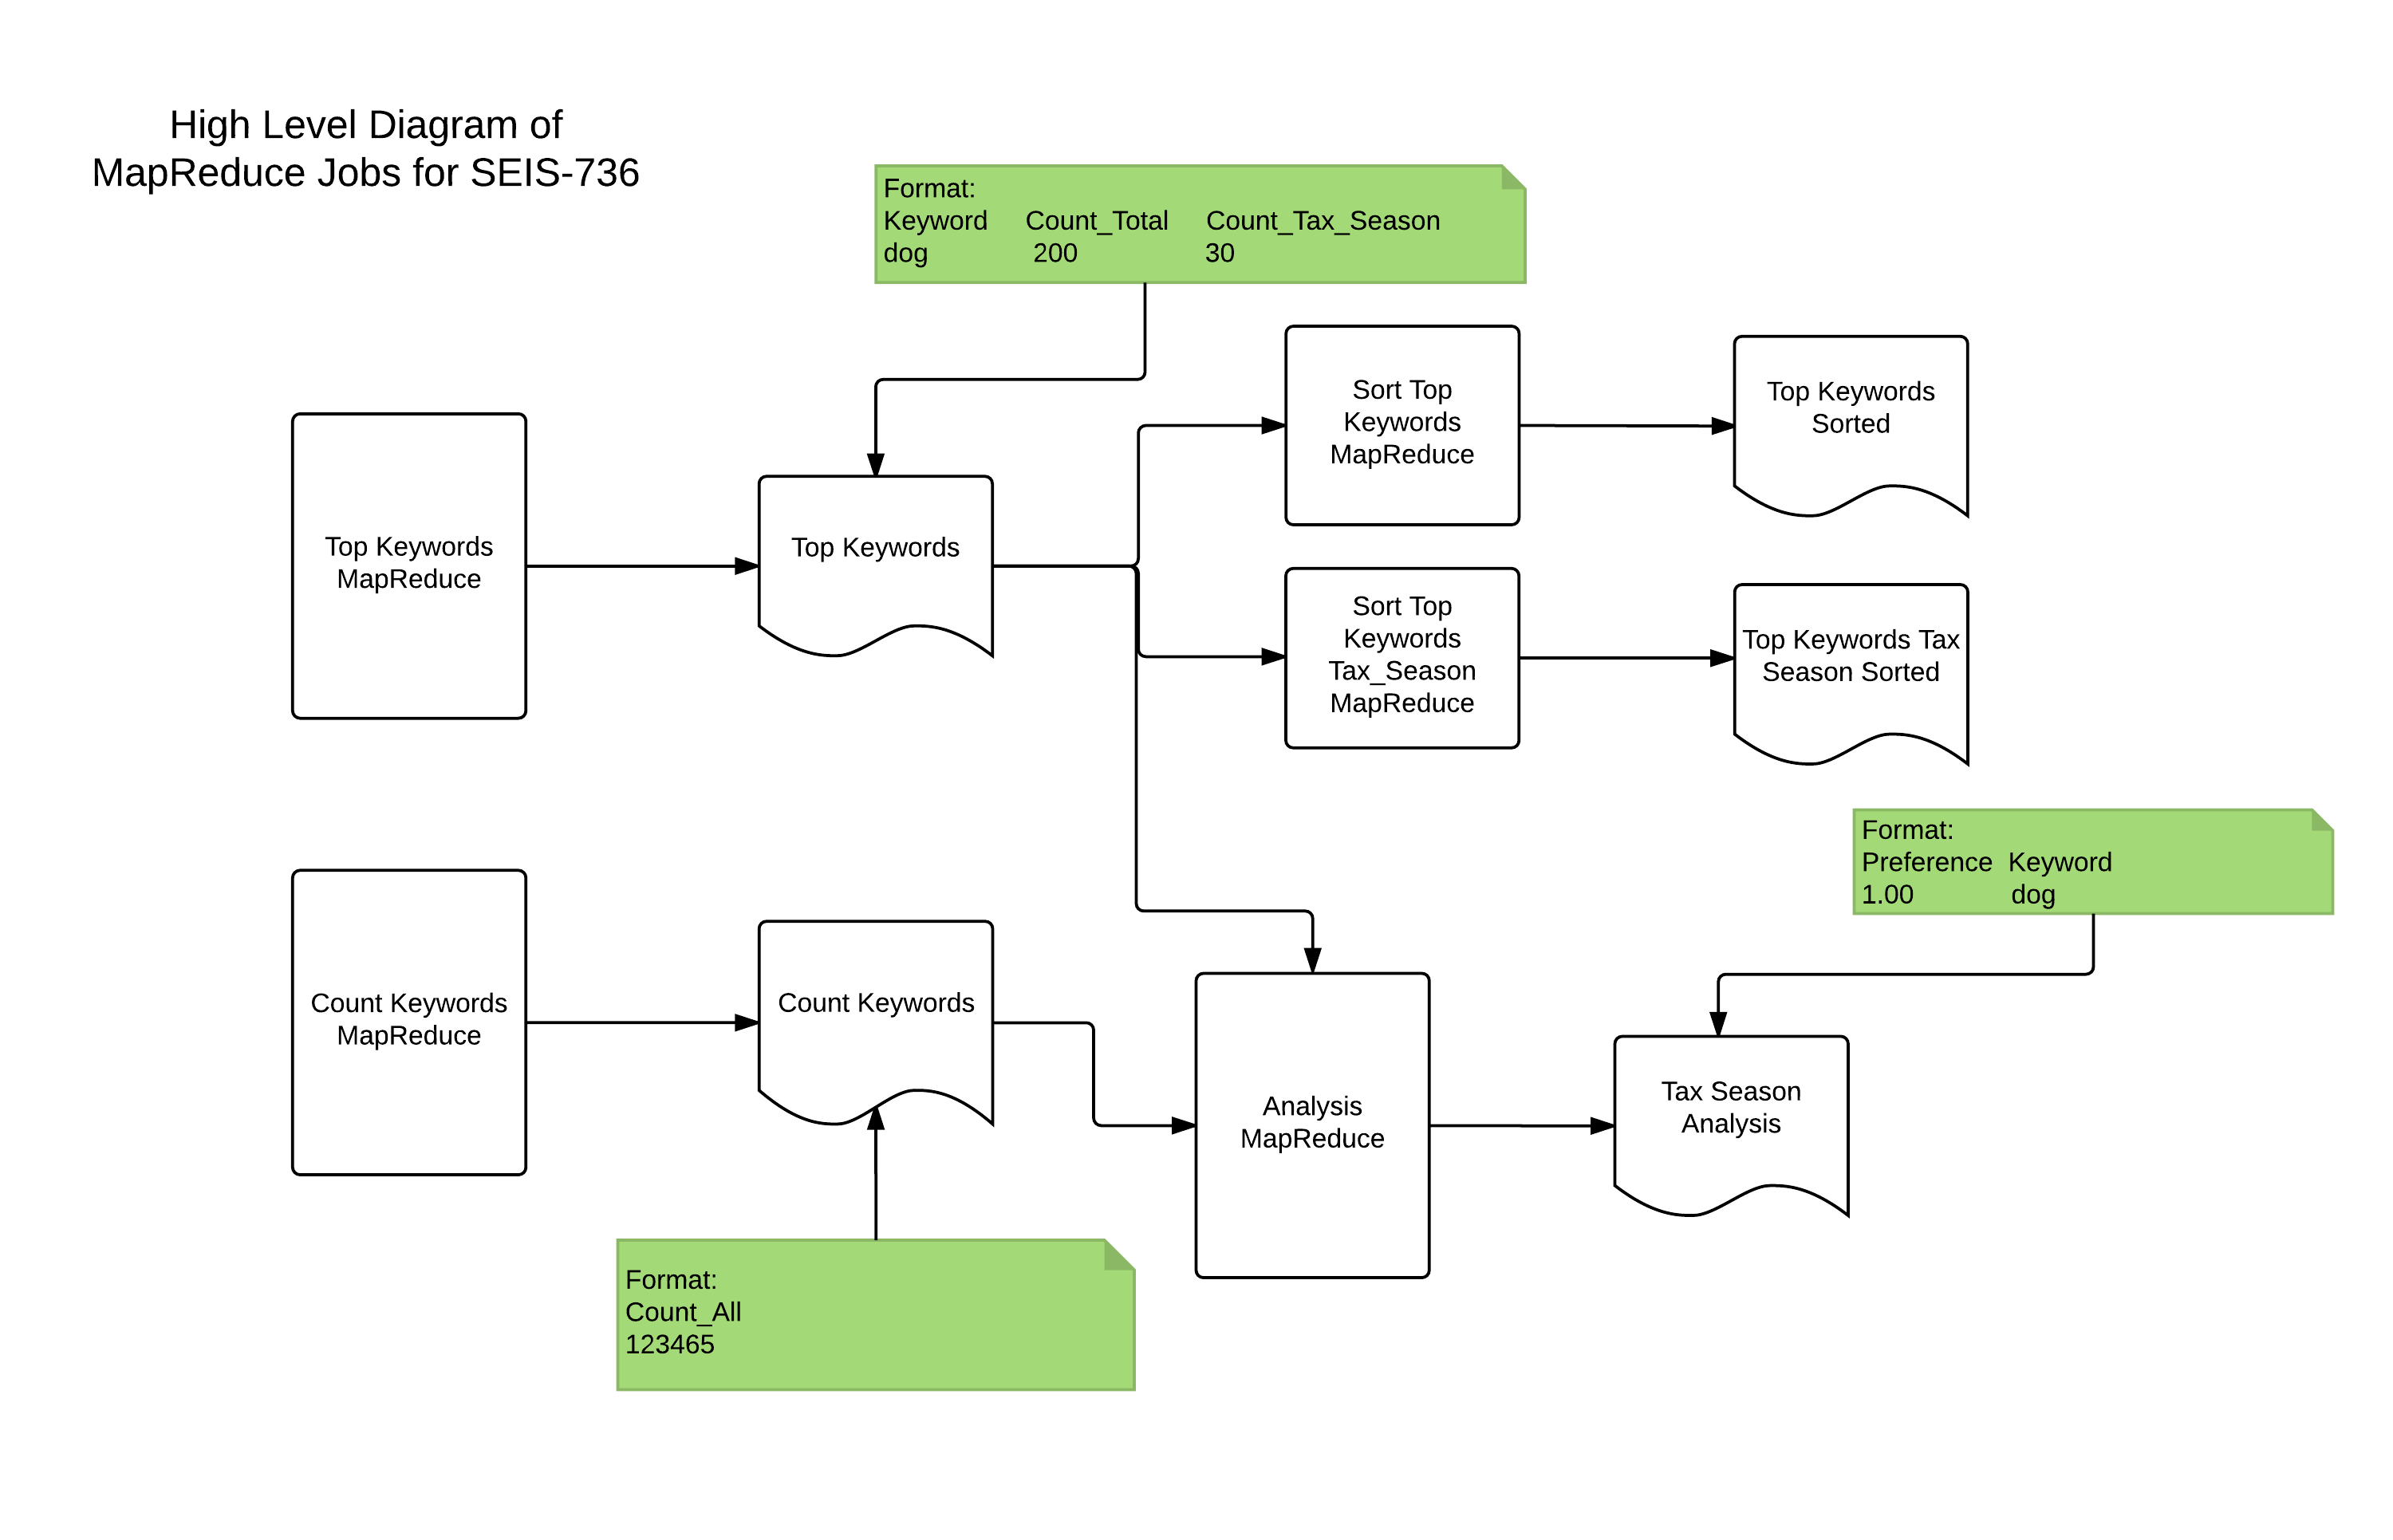 High Level Diagram of
MapReduce Jobs for SEIS-736
Format:
Keyword Count_Total Count_Tax_Season
dog 200 30
Sort Top
Keywords
MapReduce
Top Keywords
Sorted
Top Keywords
MapReduce
Top Keywords
Sort Top
Keywords
Tax_Season
MapReduce
Top Keywords Tax
Season Sorted
Format:
Preference Keyword
1.00 dog
Count Keywords
MapReduce
Count Keywords
Analysis
MapReduce
Tax Season
Analysis
Format:
Count_All
123465